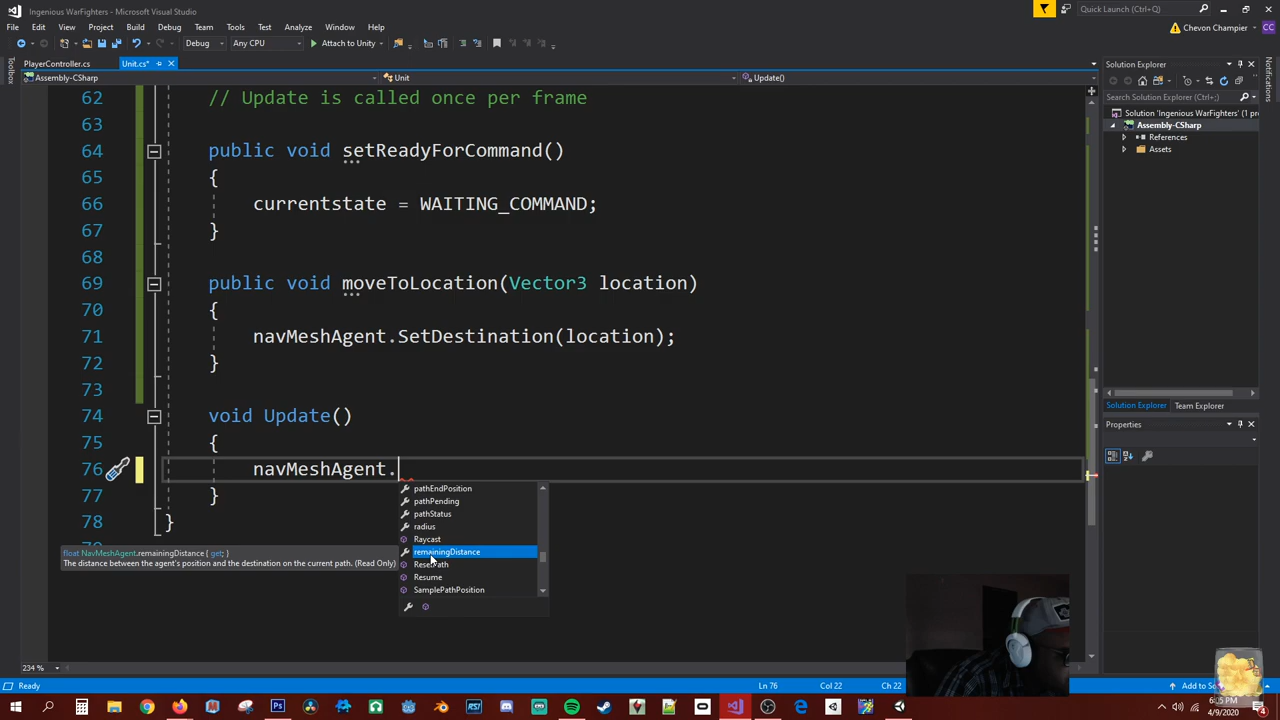 Ingenious WarFighters - Microsoft Visual Studio
Quick Launch (Ctrl+Q)
File Edit View Project Build Debug Team Tools Test Analyze Window Help
Chevon Champier CC
Debug Any CPU Attach to Unity
Toolbox
PlayerController.cs
Unit.cs*
Assembly-CSharp
Unit
Update()
62 // Update is called once per frame
63
64 public void setReadyForCommand()
65 {
66 currentstate = WAITING_COMMAND;
67 }
68
69 public void moveToLocation(Vector3 location)
70 {
71 navMeshAgent.SetDestination(location);
72 }
73
74 void Update()
75 {
76 navMeshAgent.
77 }
78 }
pathEndPosition
pathPending
pathStatus
radius
Raycast
remainingDistance
ResetPath
Resume
SamplePathPosition
float NavMeshAgent.remainingDistance { get; }
The distance between the agent's position and the destination on the current path. (Read Only)
Solution Explorer
Search Solution Explorer (Ctrl+;)
Solution 'Ingenious WarFighters' (1 pr
Assembly-CSharp
References
Assets
Solution Explorer Team Explorer
Properties
Notifications
234 %
Ready
Ln 76 Col 22 Ch 22
4/9/2020